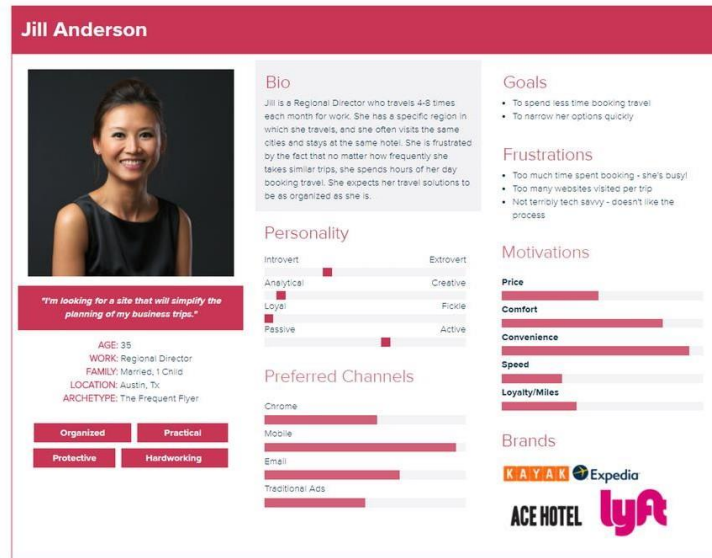 Jill Anderson
"I'm looking for a site that will simplify the
planning of my business trips."
AGE: 35
WORK: Regional Director
FAMILY: Married, 1 Child
LOCATION: Austin, Tx
ARCHETYPE: The Frequent Flyer
Organized
Practical
Protective
Hardworking
Bio
Jill is a Regional Director who travels 4-8 times
each month for work. She has a specific region in
which she travels, and she often visits the same
cities and stays at the same hotel. She is frustrated
by the fact that no matter how frequently she
takes similar trips, she spends hours of her day
booking travel. She expects her travel solutions to
be as organized as she is.
Personality
Introvert Extrovert
Analytical Creative
Loyal Fickle
Passive Active
Preferred Channels
Chrome
Mobile
Email
Traditional Ads
Goals
• To spend less time booking travel
• To narrow her options quickly
Frustrations
• Too much time spent booking - she's busy!
• Too many websites visited per trip
• Not terribly tech savvy - doesn't like the
process
Motivations
Price
Comfort
Convenience
Speed
Loyalty/Miles
Brands
KAYAK Expedia
ACE HOTEL lyft